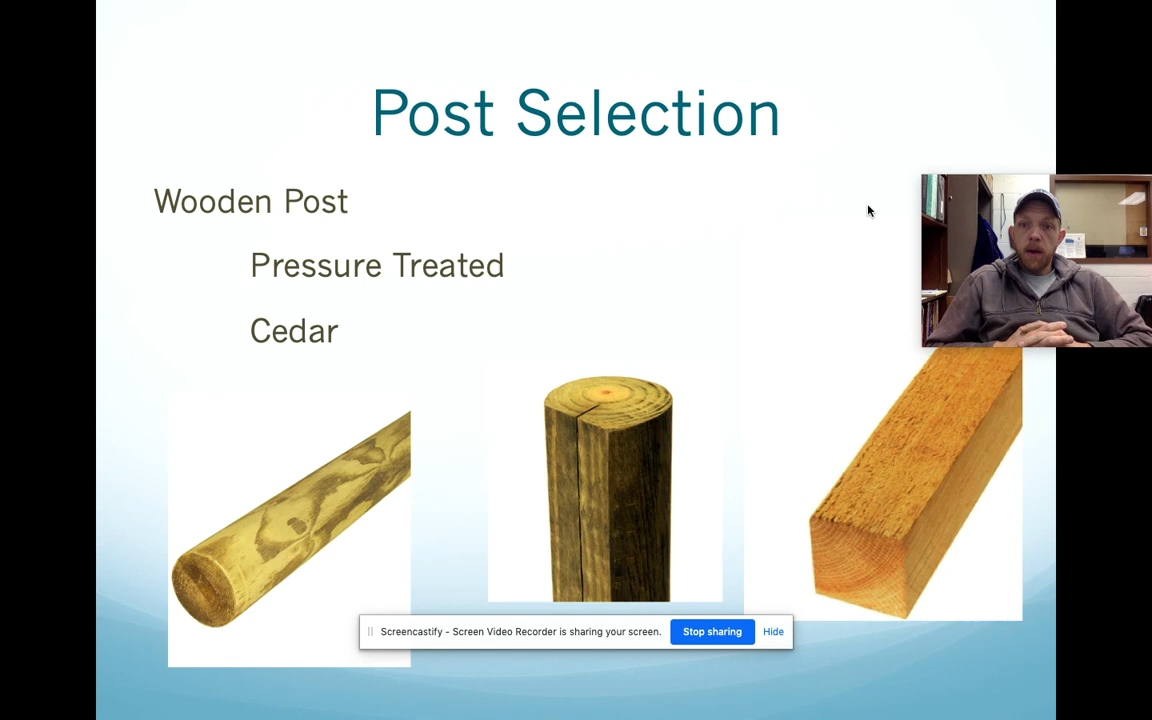 Post Selection
Wooden Post
Pressure Treated
Cedar
Screencastify - Screen Video Recorder is sharing your screen.
Stop sharing
Hide